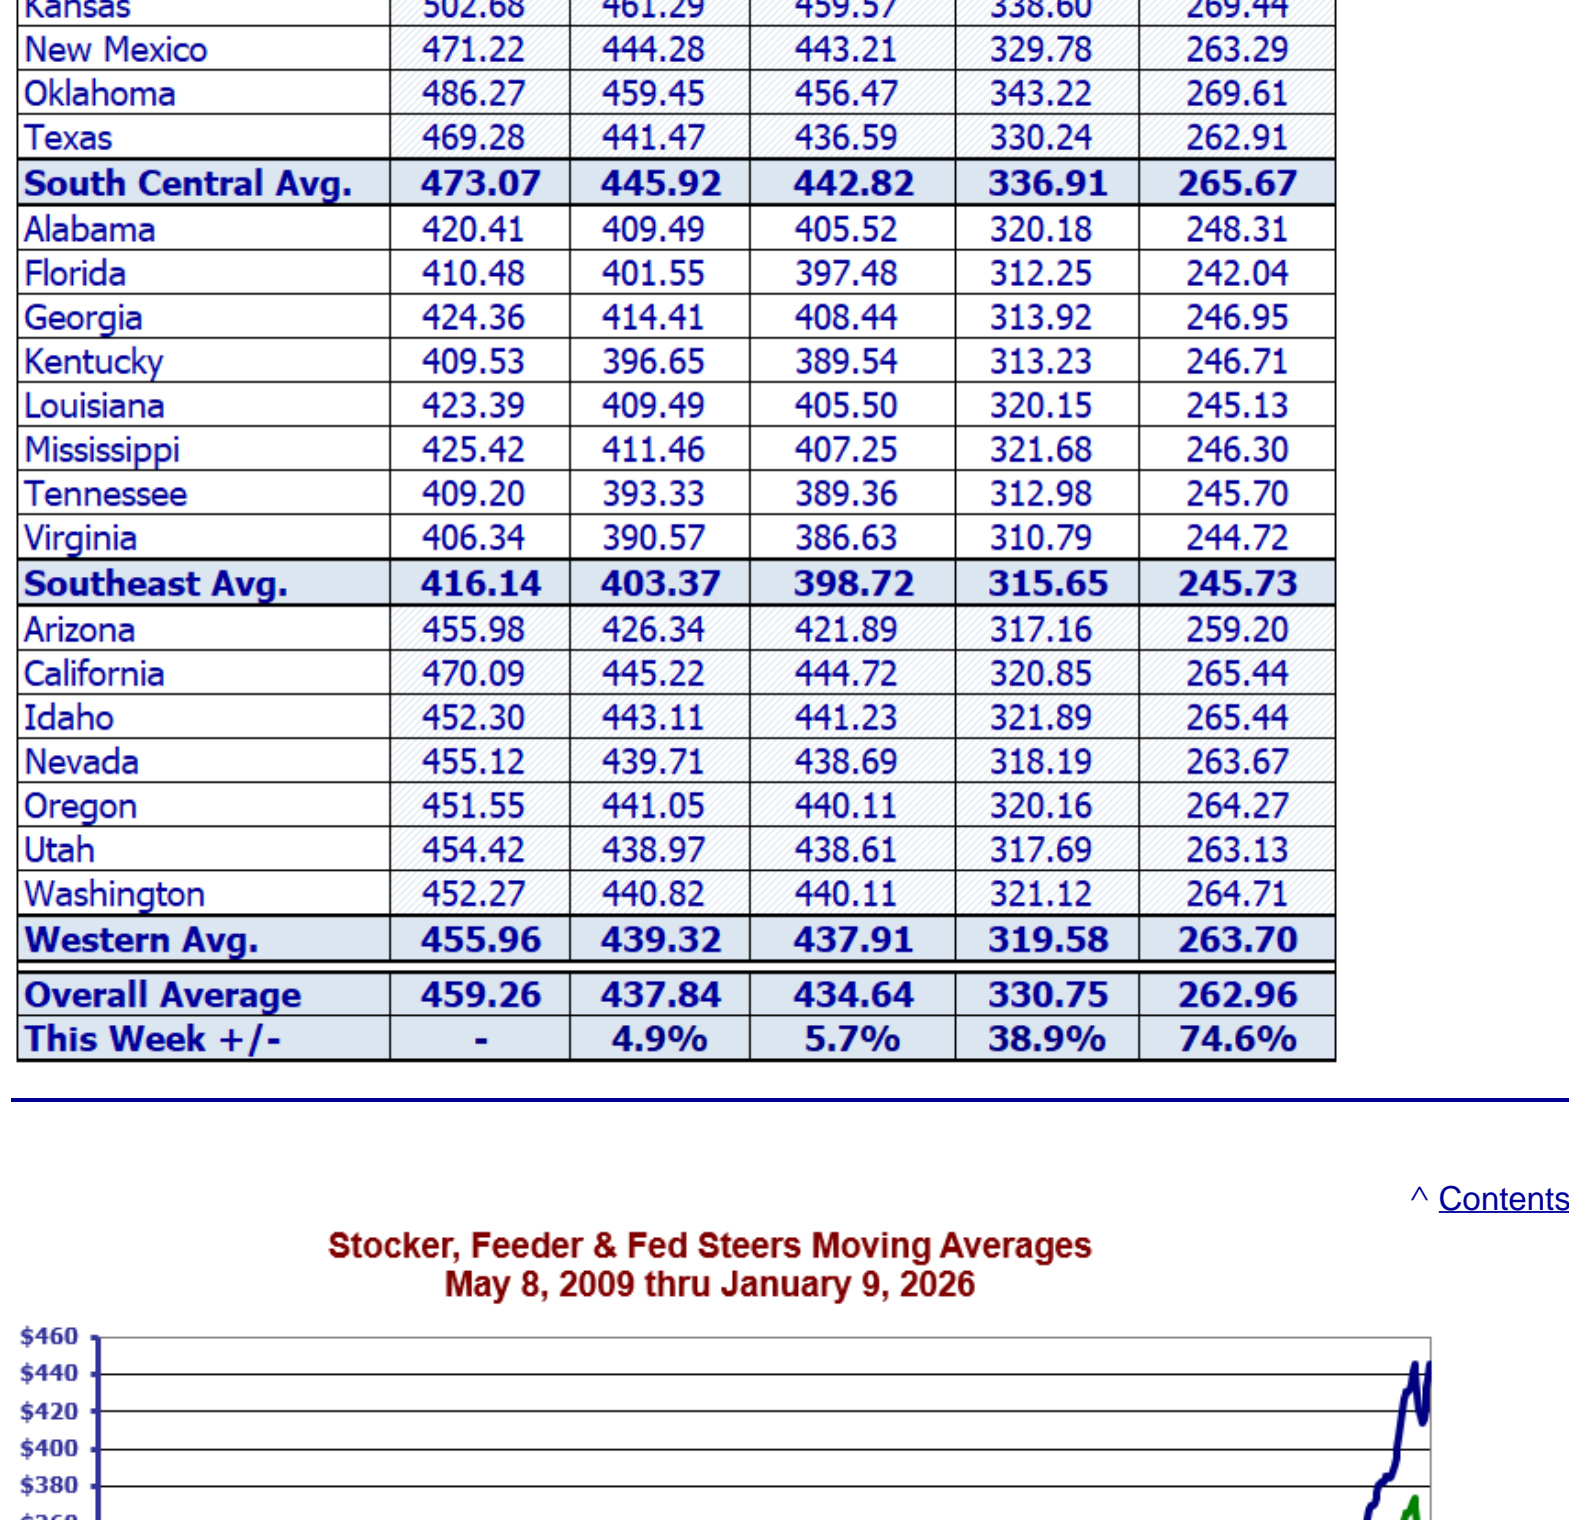 Kansas 502.68 461.29 459.57 338.60 269.44
New Mexico 471.22 444.28 443.21 329.78 263.29
Oklahoma 486.27 459.45 456.47 343.22 269.61
Texas 469.28 441.47 436.59 330.24 262.91
South Central Avg. 473.07 445.92 442.82 336.91 265.67
Alabama 420.41 409.49 405.52 320.18 248.31
Florida 410.48 401.55 397.48 312.25 242.04
Georgia 424.36 414.41 408.44 313.92 246.95
Kentucky 409.53 396.65 389.54 313.23 246.71
Louisiana 423.39 409.49 405.50 320.15 245.13
Mississippi 425.42 411.46 407.25 321.68 246.30
Tennessee 409.20 393.33 389.36 312.98 245.70
Virginia 406.34 390.57 386.63 310.79 244.72
Southeast Avg. 416.14 403.37 398.72 315.65 245.73
Arizona 455.98 426.34 421.89 317.16 259.20
California 470.09 445.22 444.72 320.85 265.44
Idaho 452.30 443.11 441.23 321.89 265.44
Nevada 455.12 439.71 438.69 318.19 263.67
Oregon 451.55 441.05 440.11 320.16 264.27
Utah 454.42 438.97 438.61 317.69 263.13
Washington 452.27 440.82 440.11 321.12 264.71
Western Avg. 455.96 439.32 437.91 319.58 263.70
Overall Average 459.26 437.84 434.64 330.75 262.96
This Week +/- - 4.9% 5.7% 38.9% 74.6%
^ Contents
Stocker, Feeder & Fed Steers Moving Averages
May 8, 2009 thru January 9, 2026
$460
$440
$420
$400
$380
$360